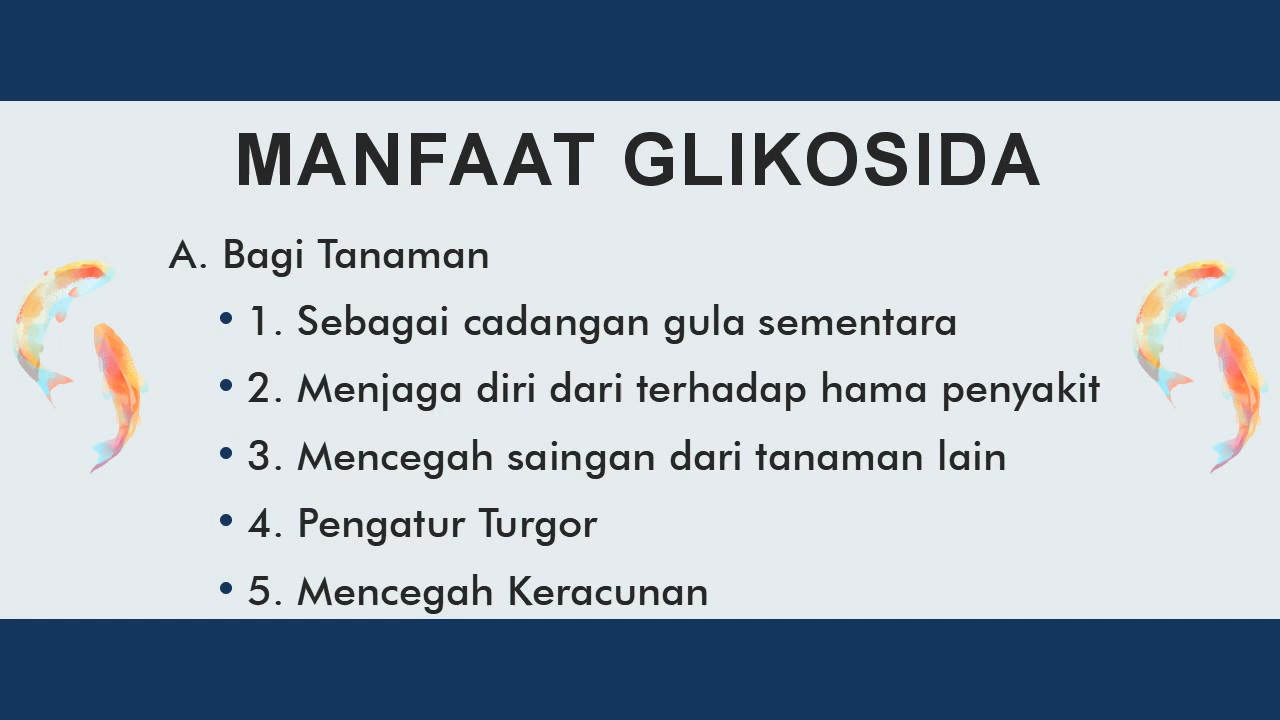 MANFAAT GLIKOSIDA
A. Bagi Tanaman
• 1. Sebagai cadangan gula sementara
• 2. Menjaga diri dari terhadap hama penyakit
• 3. Mencegah saingan dari tanaman lain
• 4. Pengatur Turgor
• 5. Mencegah Keracunan